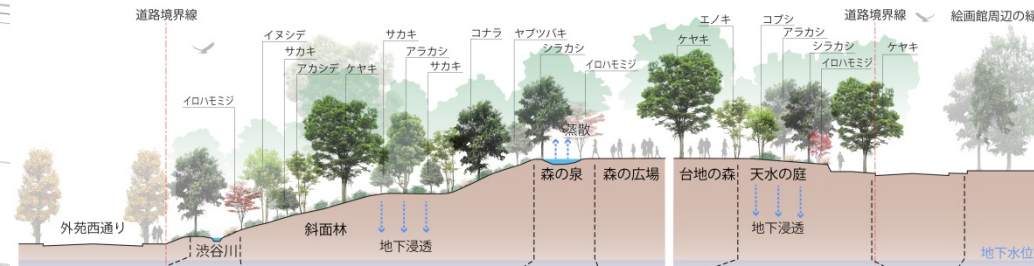 道路境界線
道路境界線
絵画館周辺の緑
イヌシデ
サカキ
アカシデ
ケヤキ
サカキ
アラカシ
サカキ
コナラ
ヤブツバキ
シラカシ
イロハモミジ
ケヤキ
エノキ
コブシ
アラカシ
シラカシ
イロハモミジ
ケヤキ
イロハモミジ
蒸散
森の泉
森の広場
台地の森
天水の庭
外苑西通り
渋谷川
斜面林
地下浸透
地下浸透
地下水位